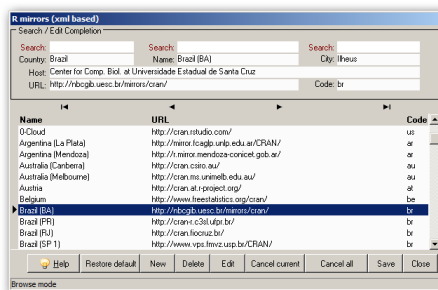 R mirrors (xml based)
Search / Edit Completion
Search: Search: Search:
Country: Brazil Name: Brazil (BA) City: Ilheus
Host: Center for Comp. Biol. at Universidade Estadual de Santa Cruz
URL: http://nbcgib.uesc.br/mirrors/cran/ Code: br
Name URL Code
0-Cloud http://cran.rstudio.com/ us
Argentina (La Plata) http://mirror.fcaglp.unlp.edu.ar/CRAN/ ar
Argentina (Mendoza) http://r.mirror.mendoza-conicet.gob.ar/ ar
Australia (Canberra) http://cran.csiro.au/ au
Australia (Melbourne) http://cran.ms.unimelb.edu.au/ au
Austria http://cran.at.r-project.org/ at
Belgium http://www.freestatistics.org/cran/ be
Brazil (BA) http://nbcgib.uesc.br/mirrors/cran/ br
Brazil (PR) http://cran-r.c3sl.ufpr.br/ br
Brazil (RJ) http://cran.fiocruz.br/ br
Brazil (SP 1) http://www.vps.fmvz.usp.br/CRAN/ br
Help Restore default New Delete Edit Cancel current Cancel all Save Close
Browse mode